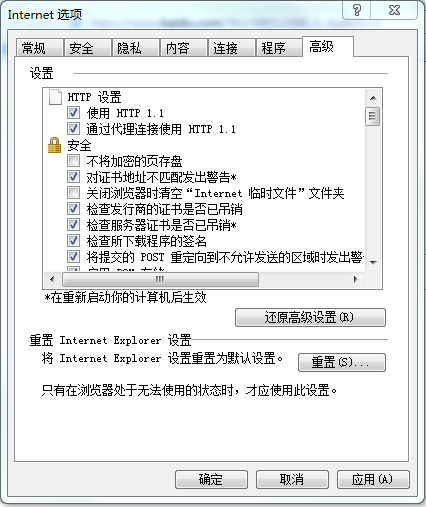 Internet 选项
常规 安全 隐私 内容 连接 程序 高级
设置
HTTP 设置
使用 HTTP 1.1
通过代理连接使用 HTTP 1.1
安全
不将加密的页存盘
对证书地址不匹配发出警告*
关闭浏览器时清空“Internet 临时文件”文件夹
检查发行商的证书是否已吊销
检查服务器证书是否已吊销*
检查所下载程序的签名
将提交的 POST 重定向到不允许发送的区域时发出警
启用 DOM 存储
*在重新启动你的计算机后生效
还原高级设置(R)
重置 Internet Explorer 设置
将 Internet Explorer 设置重置为默认设置。
重置(S)...
只有在浏览器处于无法使用的状态时，才应使用此设置。
确定 取消 应用(A)